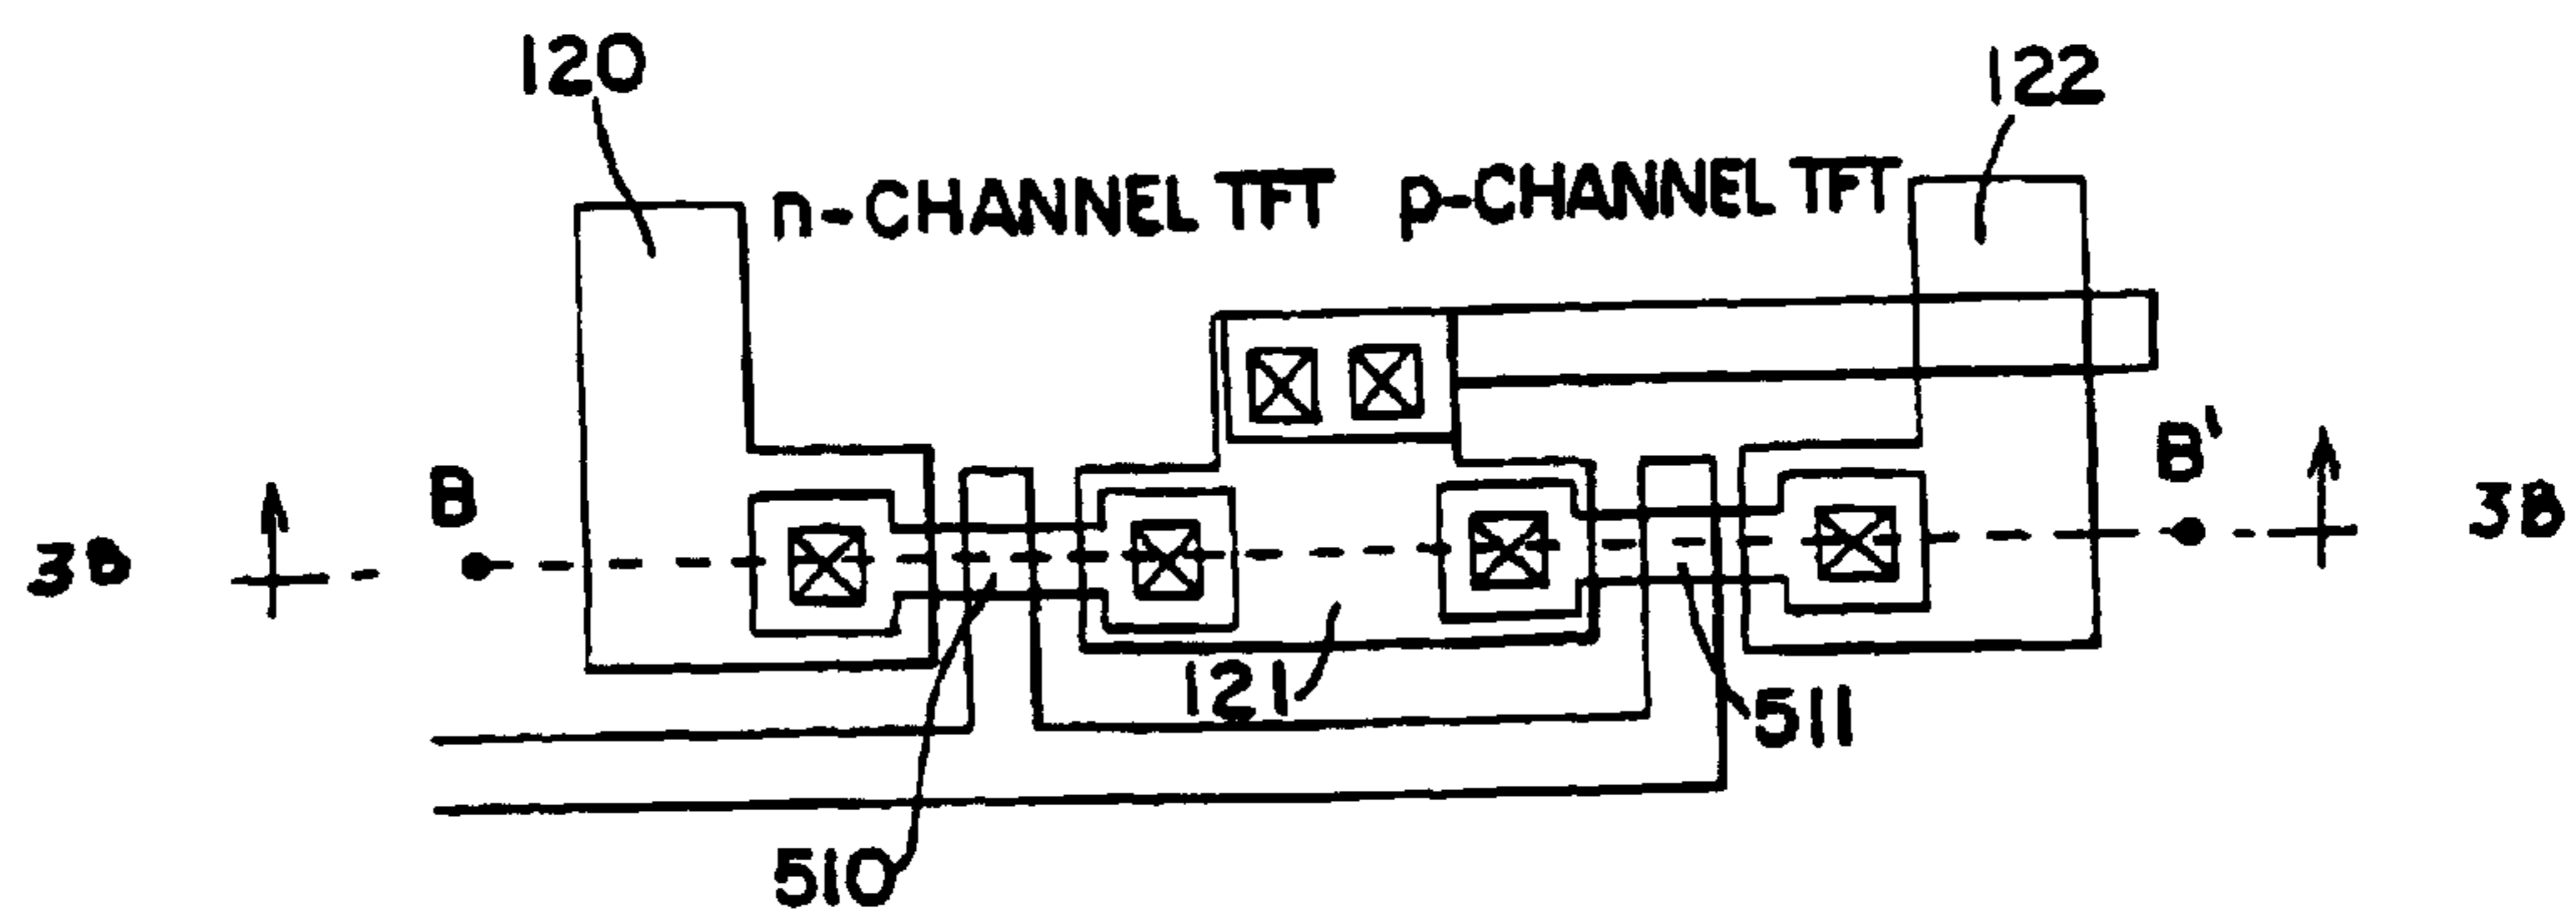 120
122
n-CHANNEL TFT p-CHANNEL TFT
B
B'
3B
3B
121
511
510